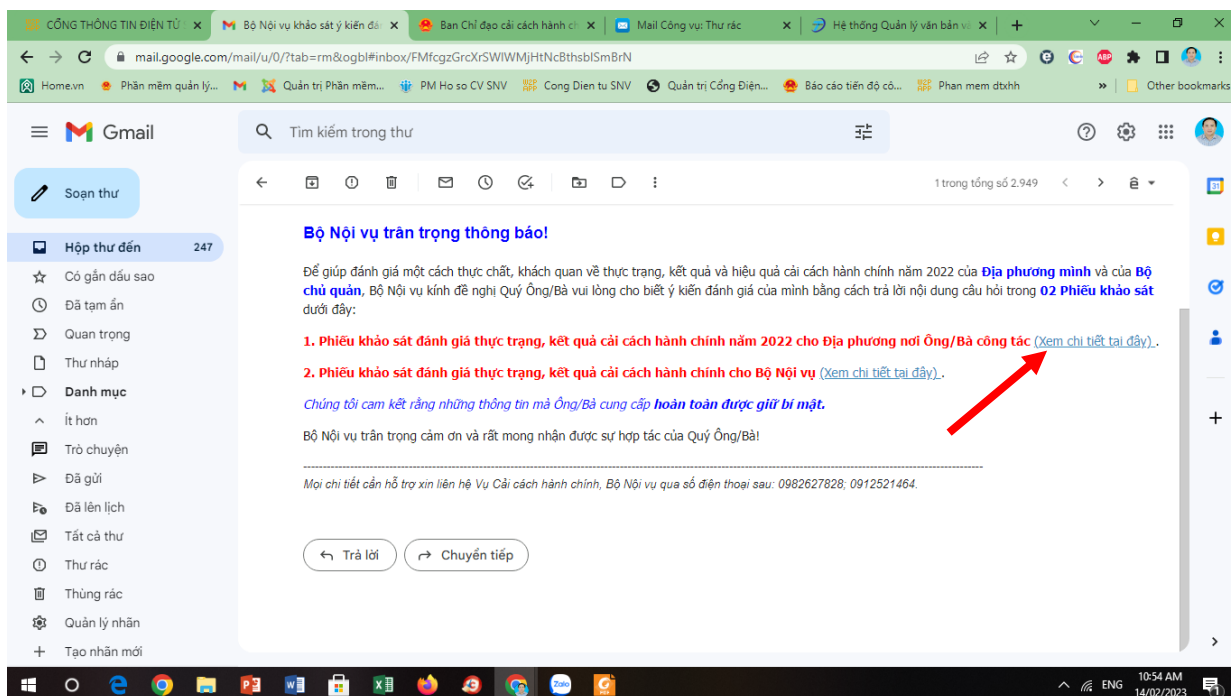 CỔNG THÔNG TIN ĐIỆN TỬ
Bộ Nội vụ khảo sát ý kiến đá
Ban Chỉ đạo cải cách hành ch
Mail Công vụ: Thư rác
Hệ thống Quản lý văn bản và
mail.google.com/mail/u/0/?tab=rm&ogbl#inbox/FMfcgzGrcXrSWlWMjHtNcBthsblSmBrN
ABP
Home.vn
Phần mềm quản lý...
Quản trị Phần mềm...
PM Ho so CV SNV
Cong Dien tu SNV
Quản trị Cổng Điện...
Báo cáo tiến độ cô...
Phan mem dtxhh
»
Other bookmarks
Gmail
Tìm kiếm trong thư
Soạn thư
1 trong tổng số 2.949
31
Hộp thư đến 247
Có gắn dấu sao
Đã tạm ẩn
Quan trọng
Thư nháp
Danh mục
Ít hơn
Trò chuyện
Đã gửi
Đã lên lịch
Tất cả thư
Thư rác
Thùng rác
Quản lý nhãn
Tạo nhãn mới
Bộ Nội vụ trân trọng thông báo!
Để giúp đánh giá một cách thực chất, khách quan về thực trạng, kết quả và hiệu quả cải cách hành chính năm 2022 của Địa phương mình và của Bộ
chủ quản, Bộ Nội vụ kính đề nghị Quý Ông/Bà vui lòng cho biết ý kiến đánh giá của mình bằng cách trả lời nội dung câu hỏi trong 02 Phiếu khảo sát
dưới đây:
1. Phiếu khảo sát đánh giá thực trạng, kết quả cải cách hành chính năm 2022 cho Địa phương nơi Ông/Bà công tác (Xem chi tiết tại đây) .
2. Phiếu khảo sát đánh giá thực trạng, kết quả cải cách hành chính cho Bộ Nội vụ (Xem chi tiết tại đây) .
Chúng tôi cam kết rằng những thông tin mà Ông/Bà cung cấp hoàn toàn được giữ bí mật.
Bộ Nội vụ trân trọng cảm ơn và rất mong nhận được sự hợp tác của Quý Ông/Bà!
Mọi chi tiết cần hỗ trợ xin liên hệ Vụ Cải cách hành chính, Bộ Nội vụ qua số điện thoại sau: 0982627828; 0912521464.
Trả lời
Chuyển tiếp
Zalo
ENG
10:54 AM
14/02/2023